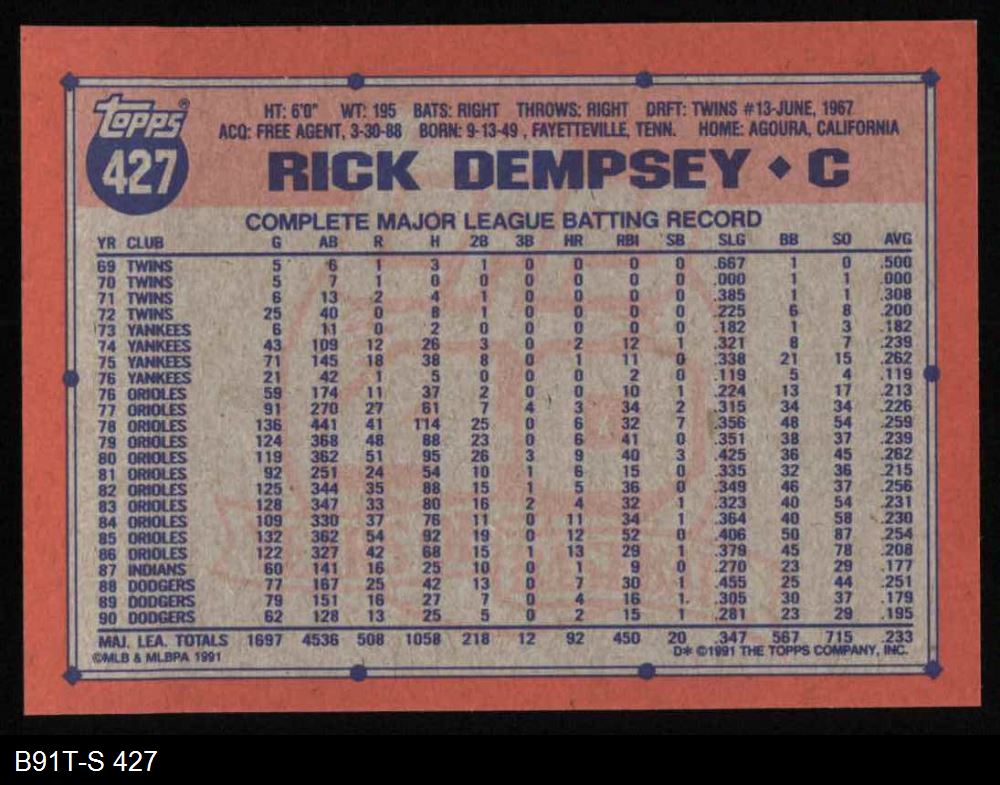 Topps®
427
HT: 6'0" WT: 195 BATS: RIGHT THROWS: RIGHT DRFT: TWINS #13-JUNE, 1967
ACQ: FREE AGENT, 3-30-88 BORN: 9-13-49 , FAYETTEVILLE, TENN. HOME: AGOURA, CALIFORNIA
RICK DEMPSEY ◆ C
COMPLETE MAJOR LEAGUE BATTING RECORD
YR CLUB G AB R H 2B 3B HR RBI SB SLG BB SO AVG
69 TWINS 5 6 1 3 1 0 0 0 0 .667 1 0 .500
70 TWINS 5 7 1 0 0 0 0 0 0 .000 1 1 .000
71 TWINS 6 13 2 4 1 0 0 0 0 .385 1 1 .308
72 TWINS 25 40 0 8 1 0 0 0 0 .225 6 8 .200
73 YANKEES 6 11 0 2 0 0 0 0 0 .182 1 3 .182
74 YANKEES 43 109 12 26 3 0 2 12 1 .321 8 7 .239
75 YANKEES 71 145 18 38 8 0 1 11 0 .338 21 15 .262
76 YANKEES 21 42 1 5 0 0 0 2 0 .119 5 4 .119
76 ORIOLES 59 174 11 37 2 0 0 10 1 .224 13 17 .213
77 ORIOLES 91 270 27 61 7 4 3 34 2 .315 34 34 .226
78 ORIOLES 136 441 41 114 25 0 6 32 7 .356 48 54 .259
79 ORIOLES 124 368 48 88 23 0 6 41 0 .351 38 37 .239
80 ORIOLES 119 362 51 95 26 3 9 40 3 .425 36 45 .262
81 ORIOLES 92 251 24 54 10 1 6 15 0 .335 32 36 .215
82 ORIOLES 125 344 35 88 15 1 5 36 0 .349 46 37 .256
83 ORIOLES 128 347 33 80 16 2 4 32 1 .323 40 54 .231
84 ORIOLES 109 330 37 76 11 0 11 34 1 .364 40 58 .230
85 ORIOLES 132 362 54 92 19 0 12 52 0 .406 50 87 .254
86 ORIOLES 122 327 42 68 15 1 13 29 1 .379 45 78 .208
87 INDIANS 60 141 16 25 10 0 1 9 0 .270 23 29 .177
88 DODGERS 77 167 25 42 13 0 7 30 1 .455 25 44 .251
89 DODGERS 79 151 16 27 7 0 4 16 1 .305 30 37 .179
90 DODGERS 62 128 13 25 5 0 2 15 1 .281 23 29 .195
MAJ. LEA. TOTALS 1697 4536 508 1058 218 12 92 450 20 .347 567 715 .233
©MLB & MLBPA 1991 D* ©1991 THE TOPPS COMPANY, INC.
B91T-S 427